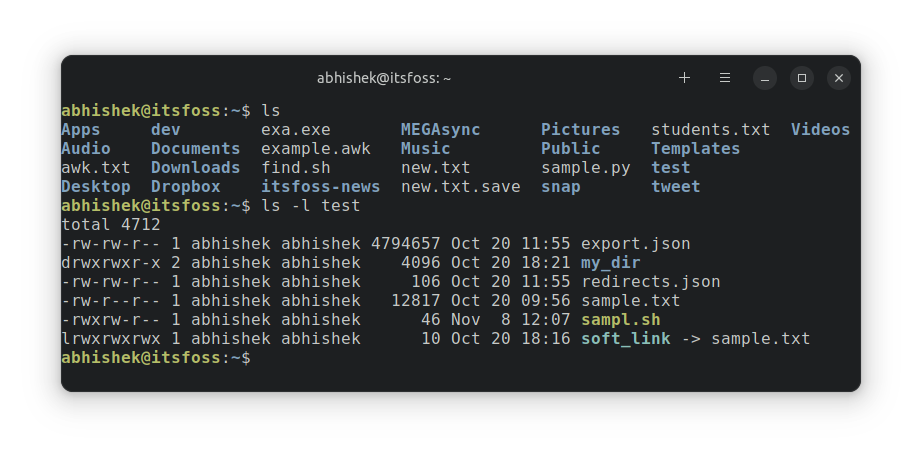 abhishek@itsfoss: ~
abhishek@itsfoss:~$ ls
Apps     dev        exa.exe       MEGAsync      Pictures   students.txt  Videos
Audio    Documents  example.awk   Music         Public     Templates
awk.txt  Downloads  find.sh       new.txt       sample.py  test
Desktop  Dropbox    itsfoss-news  new.txt.save  snap       tweet
abhishek@itsfoss:~$ ls -l test
total 4712
-rw-rw-r-- 1 abhishek abhishek 4794657 Oct 20 11:55 export.json
drwxrwxr-x 2 abhishek abhishek    4096 Oct 20 18:21 my_dir
-rw-rw-r-- 1 abhishek abhishek     106 Oct 20 11:55 redirects.json
-rw-r--r-- 1 abhishek abhishek   12817 Oct 20 09:56 sample.txt
-rwxrw-r-- 1 abhishek abhishek      46 Nov  8 12:07 sampl.sh
lrwxrwxrwx 1 abhishek abhishek      10 Oct 20 18:16 soft_link -> sample.txt
abhishek@itsfoss:~$